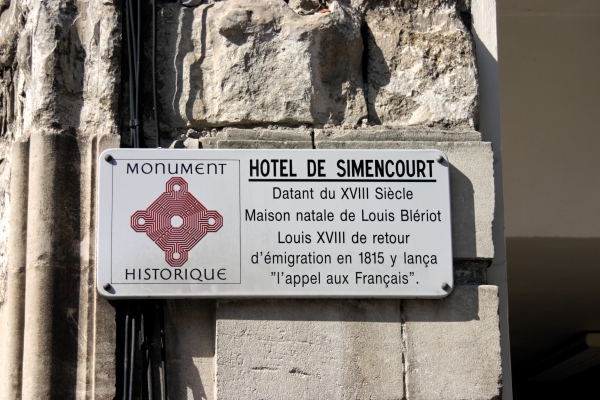 MONUMENT
HISTORIQUE
HOTEL DE SIMENCOURT
Datant du XVIII Siècle
Maison natale de Louis Blériot
Louis XVIII de retour
d'émigration en 1815 y lança
"l'appel aux Français".